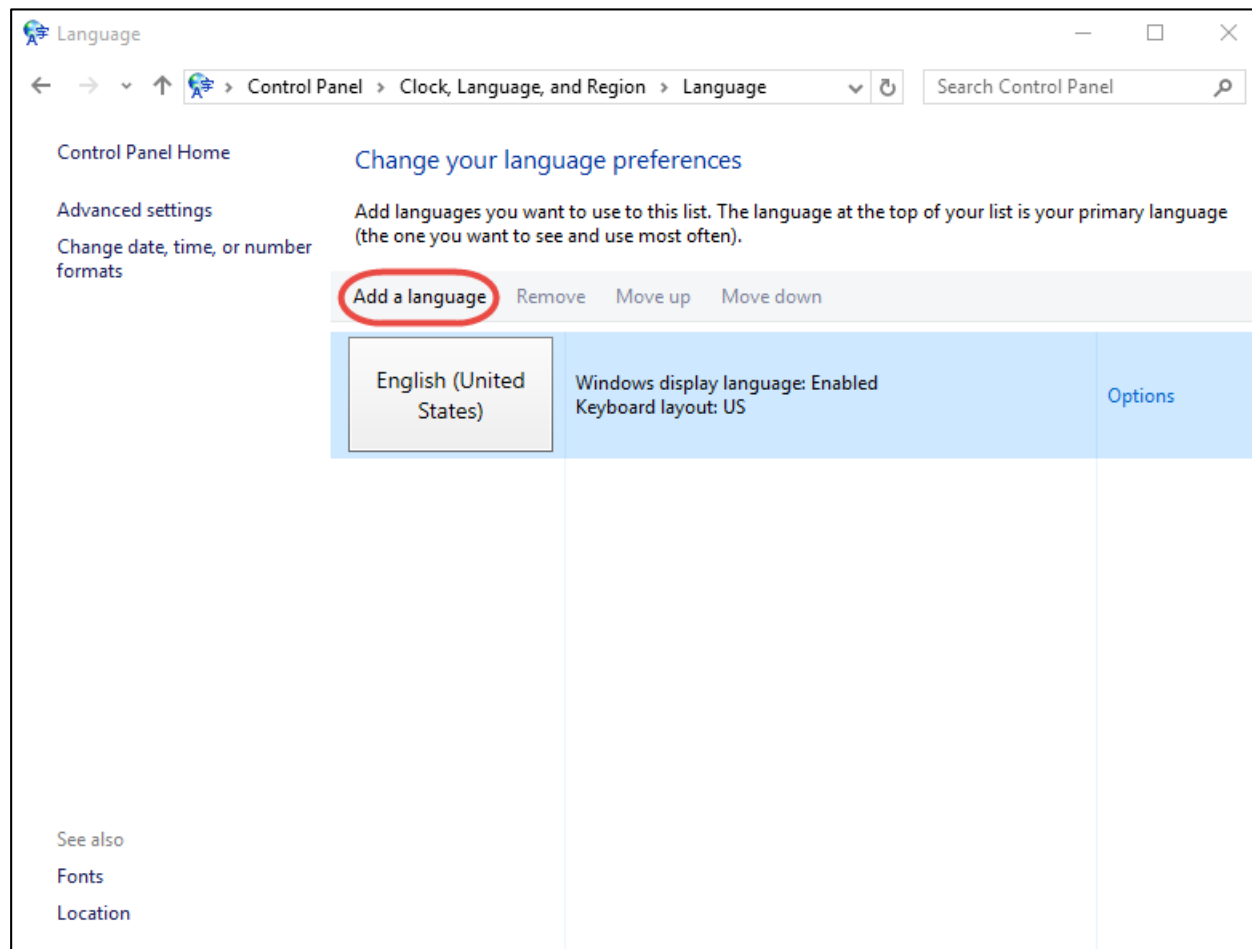 Language
Control Panel > Clock, Language, and Region > Language
Search Control Panel
Control Panel Home
Advanced settings
Change date, time, or number
formats
Change your language preferences
Add languages you want to use to this list. The language at the top of your list is your primary language
(the one you want to see and use most often).
Add a language Remove Move up Move down
English (United
States)
Windows display language: Enabled
Keyboard layout: US
Options
See also
Fonts
Location